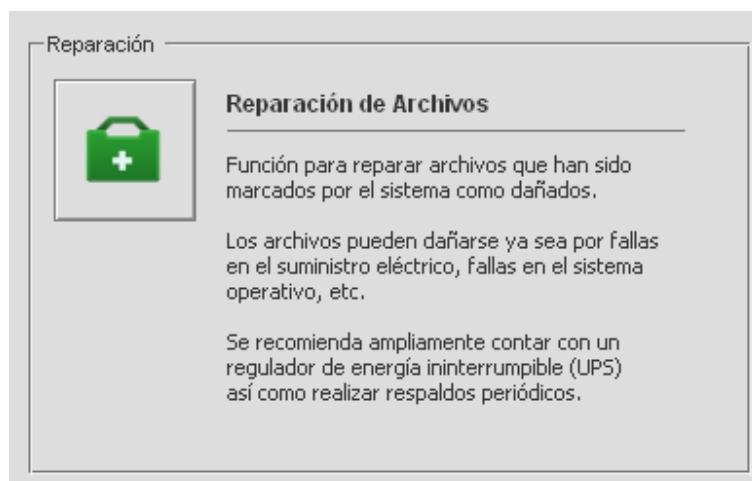 Reparación
Reparación de Archivos
Función para reparar archivos que han sido
marcados por el sistema como dañados.
Los archivos pueden dañarse ya sea por fallas
en el suministro eléctrico, fallas en el sistema
operativo, etc.
Se recomienda ampliamente contar con un
regulador de energía ininterrumpible (UPS)
así como realizar respaldos periódicos.